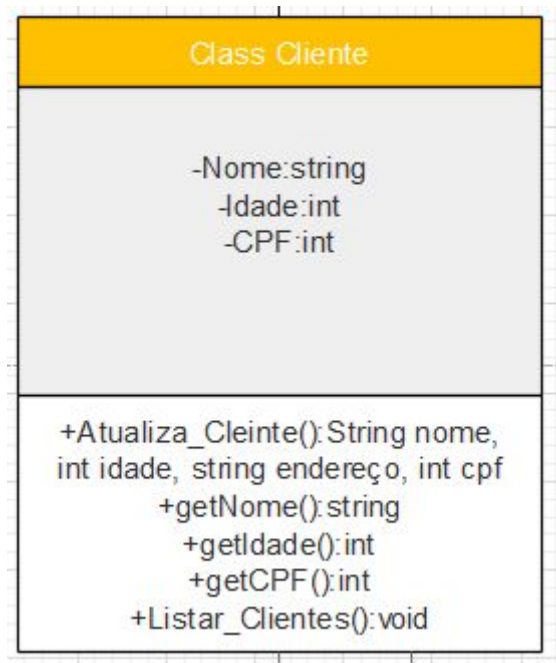 Class Cliente
-Nome:string
-Idade:int
-CPF:int
+Atualiza_Cleinte():String nome,
int idade, string endereço, int cpf
+getNome():string
+getIdade():int
+getCPF():int
+Listar_Clientes():void